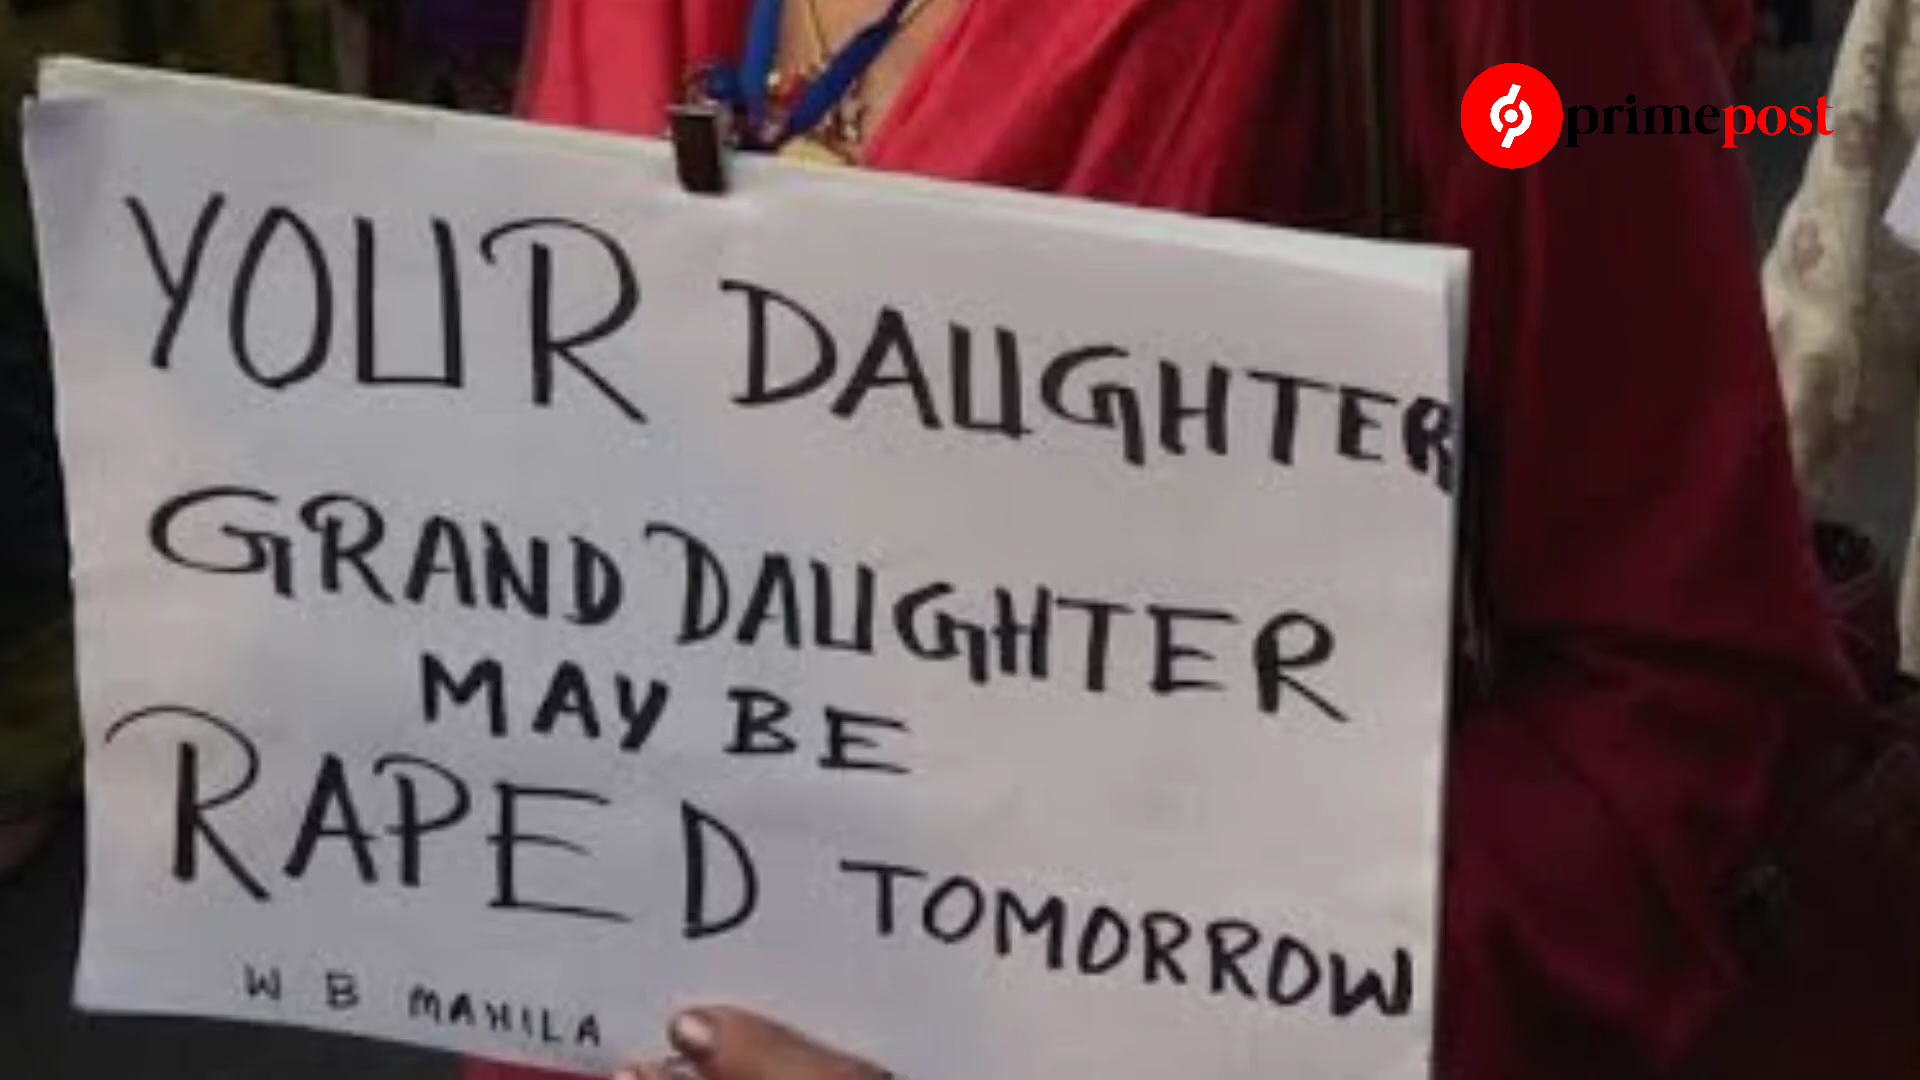 primepost
YOUR DAUGHTER
GRAND DAUGHTER
MAY BE
RAPED TOMORROW
W B MAHILA